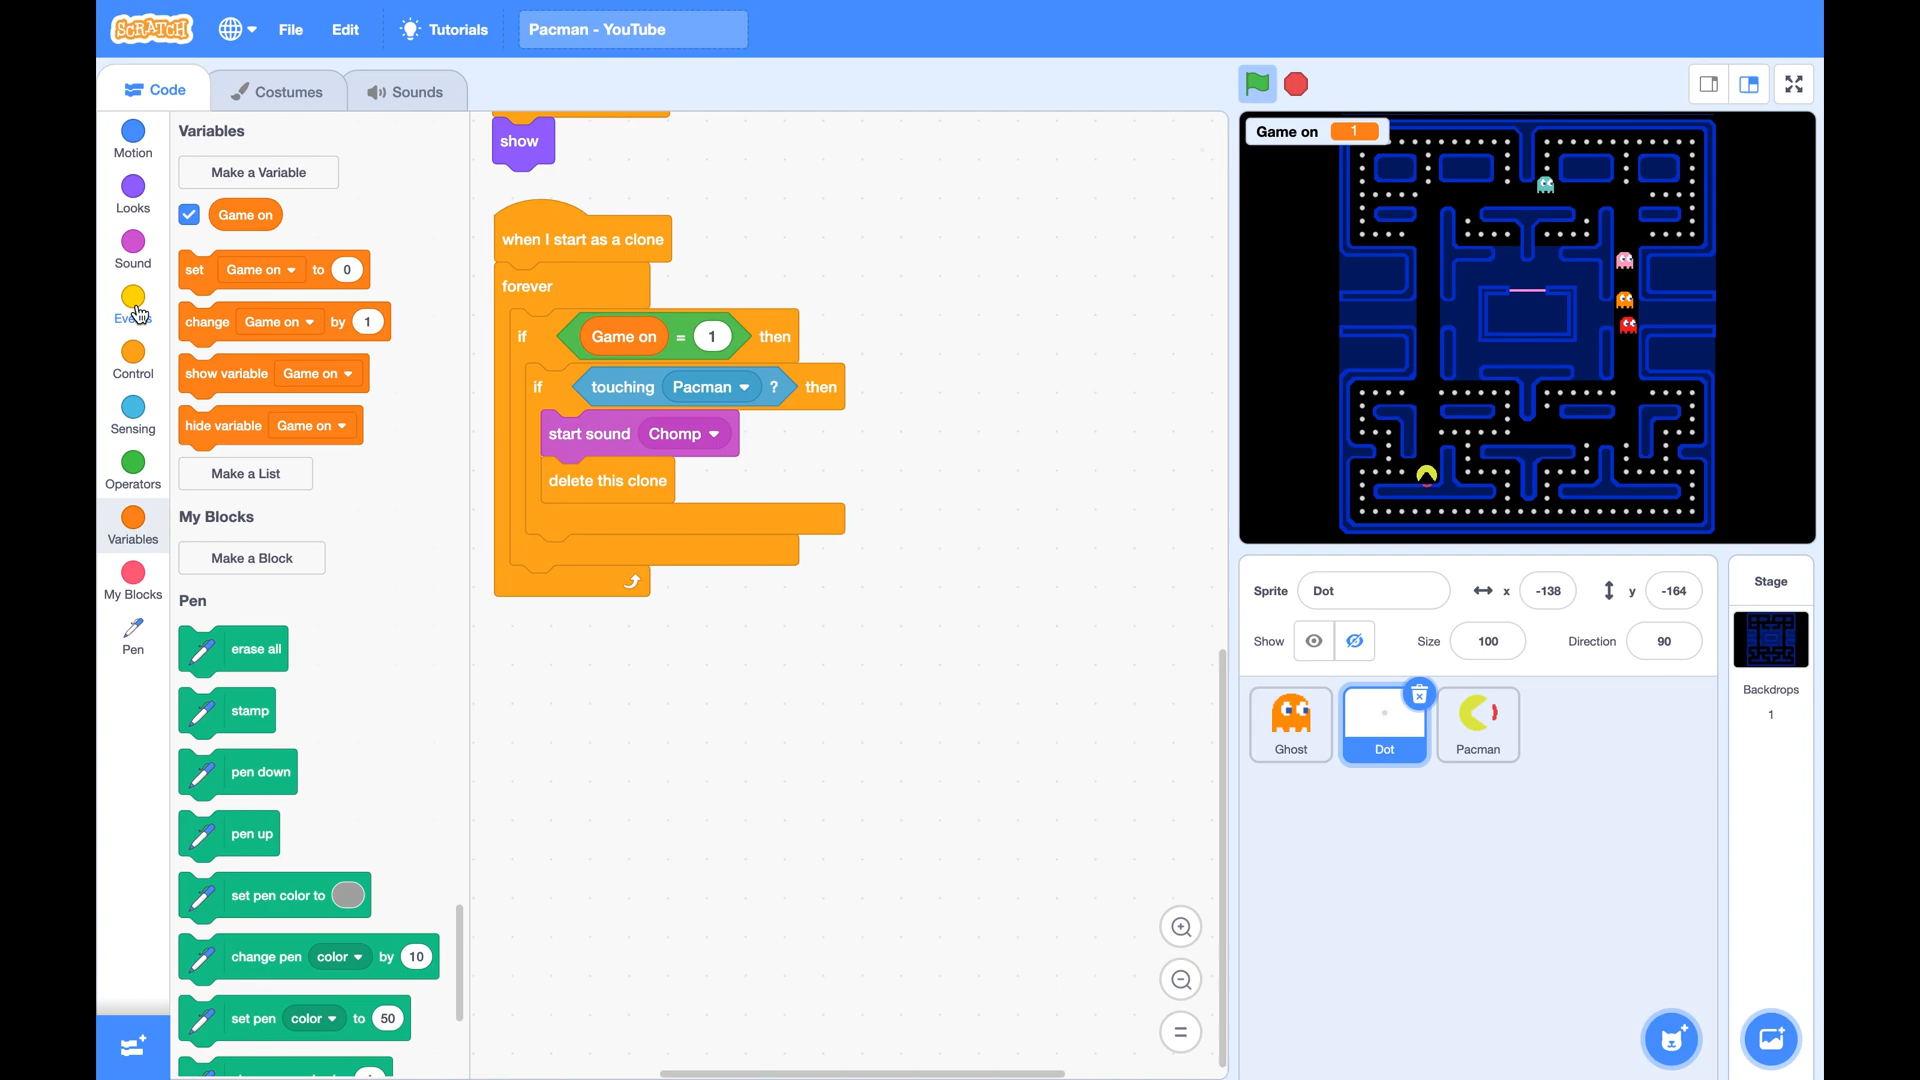 SCRATCH File Edit Tutorials Pacman - YouTube
Code Costumes Sounds
Motion
Looks
Sound
Control
Sensing
Operators
Variables
My Blocks
Pen
Variables
Make a Variable
Game on
set Game on to 0
change Game on by 1
show variable Game on
hide variable Game on
Make a List
My Blocks
Make a Block
Pen
erase all
stamp
pen down
pen up
set pen color to
change pen color by 10
set pen color to 50
show
when I start as a clone
forever
if Game on = 1 then
if touching Pacman ? then
start sound Chomp
delete this clone
Game on 1
Sprite Dot x -138 y -164
Show Size 100 Direction 90
Ghost Dot Pacman
Stage
Backdrops
1